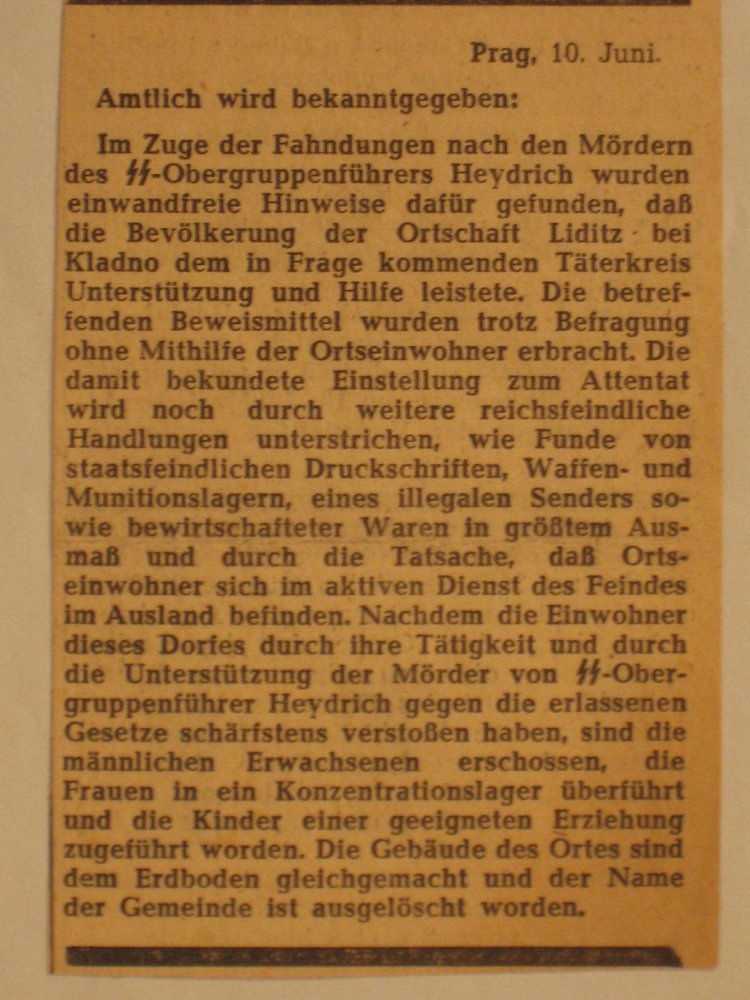 Prag, 10. Juni.
Amtlich wird bekanntgegeben:
Im Zuge der Fahndungen nach den Mördern
des ᛋᛋ-Obergruppenführers Heydrich wurden
einwandfreie Hinweise dafür gefunden, daß
die Bevölkerung der Ortschaft Liditz bei
Kladno dem in Frage kommenden Täterkreis
Unterstützung und Hilfe leistete. Die betref-
fenden Beweismittel wurden trotz Befragung
ohne Mithilfe der Ortseinwohner erbracht. Die
damit bekundete Einstellung zum Attentat
wird noch durch weitere reichsfeindliche
Handlungen unterstrichen, wie Funde von
staatsfeindlichen Druckschriften, Waffen- und
Munitionslagern, eines illegalen Senders so-
wie bewirtschafteter Waren in größtem Aus-
maß und durch die Tatsache, daß Orts-
einwohner sich im aktiven Dienst des Feindes
im Ausland befinden. Nachdem die Einwohner
dieses Dorfes durch ihre Tätigkeit und durch
die Unterstützung der Mörder von ᛋᛋ-Ober-
gruppenführer Heydrich gegen die erlassenen
Gesetze schärfstens verstoßen haben, sind die
männlichen Erwachsenen erschossen, die
Frauen in ein Konzentrationslager überführt
und die Kinder einer geeigneten Erziehung
zugeführt worden. Die Gebäude des Ortes sind
dem Erdboden gleichgemacht und der Name
der Gemeinde ist ausgelöscht worden.